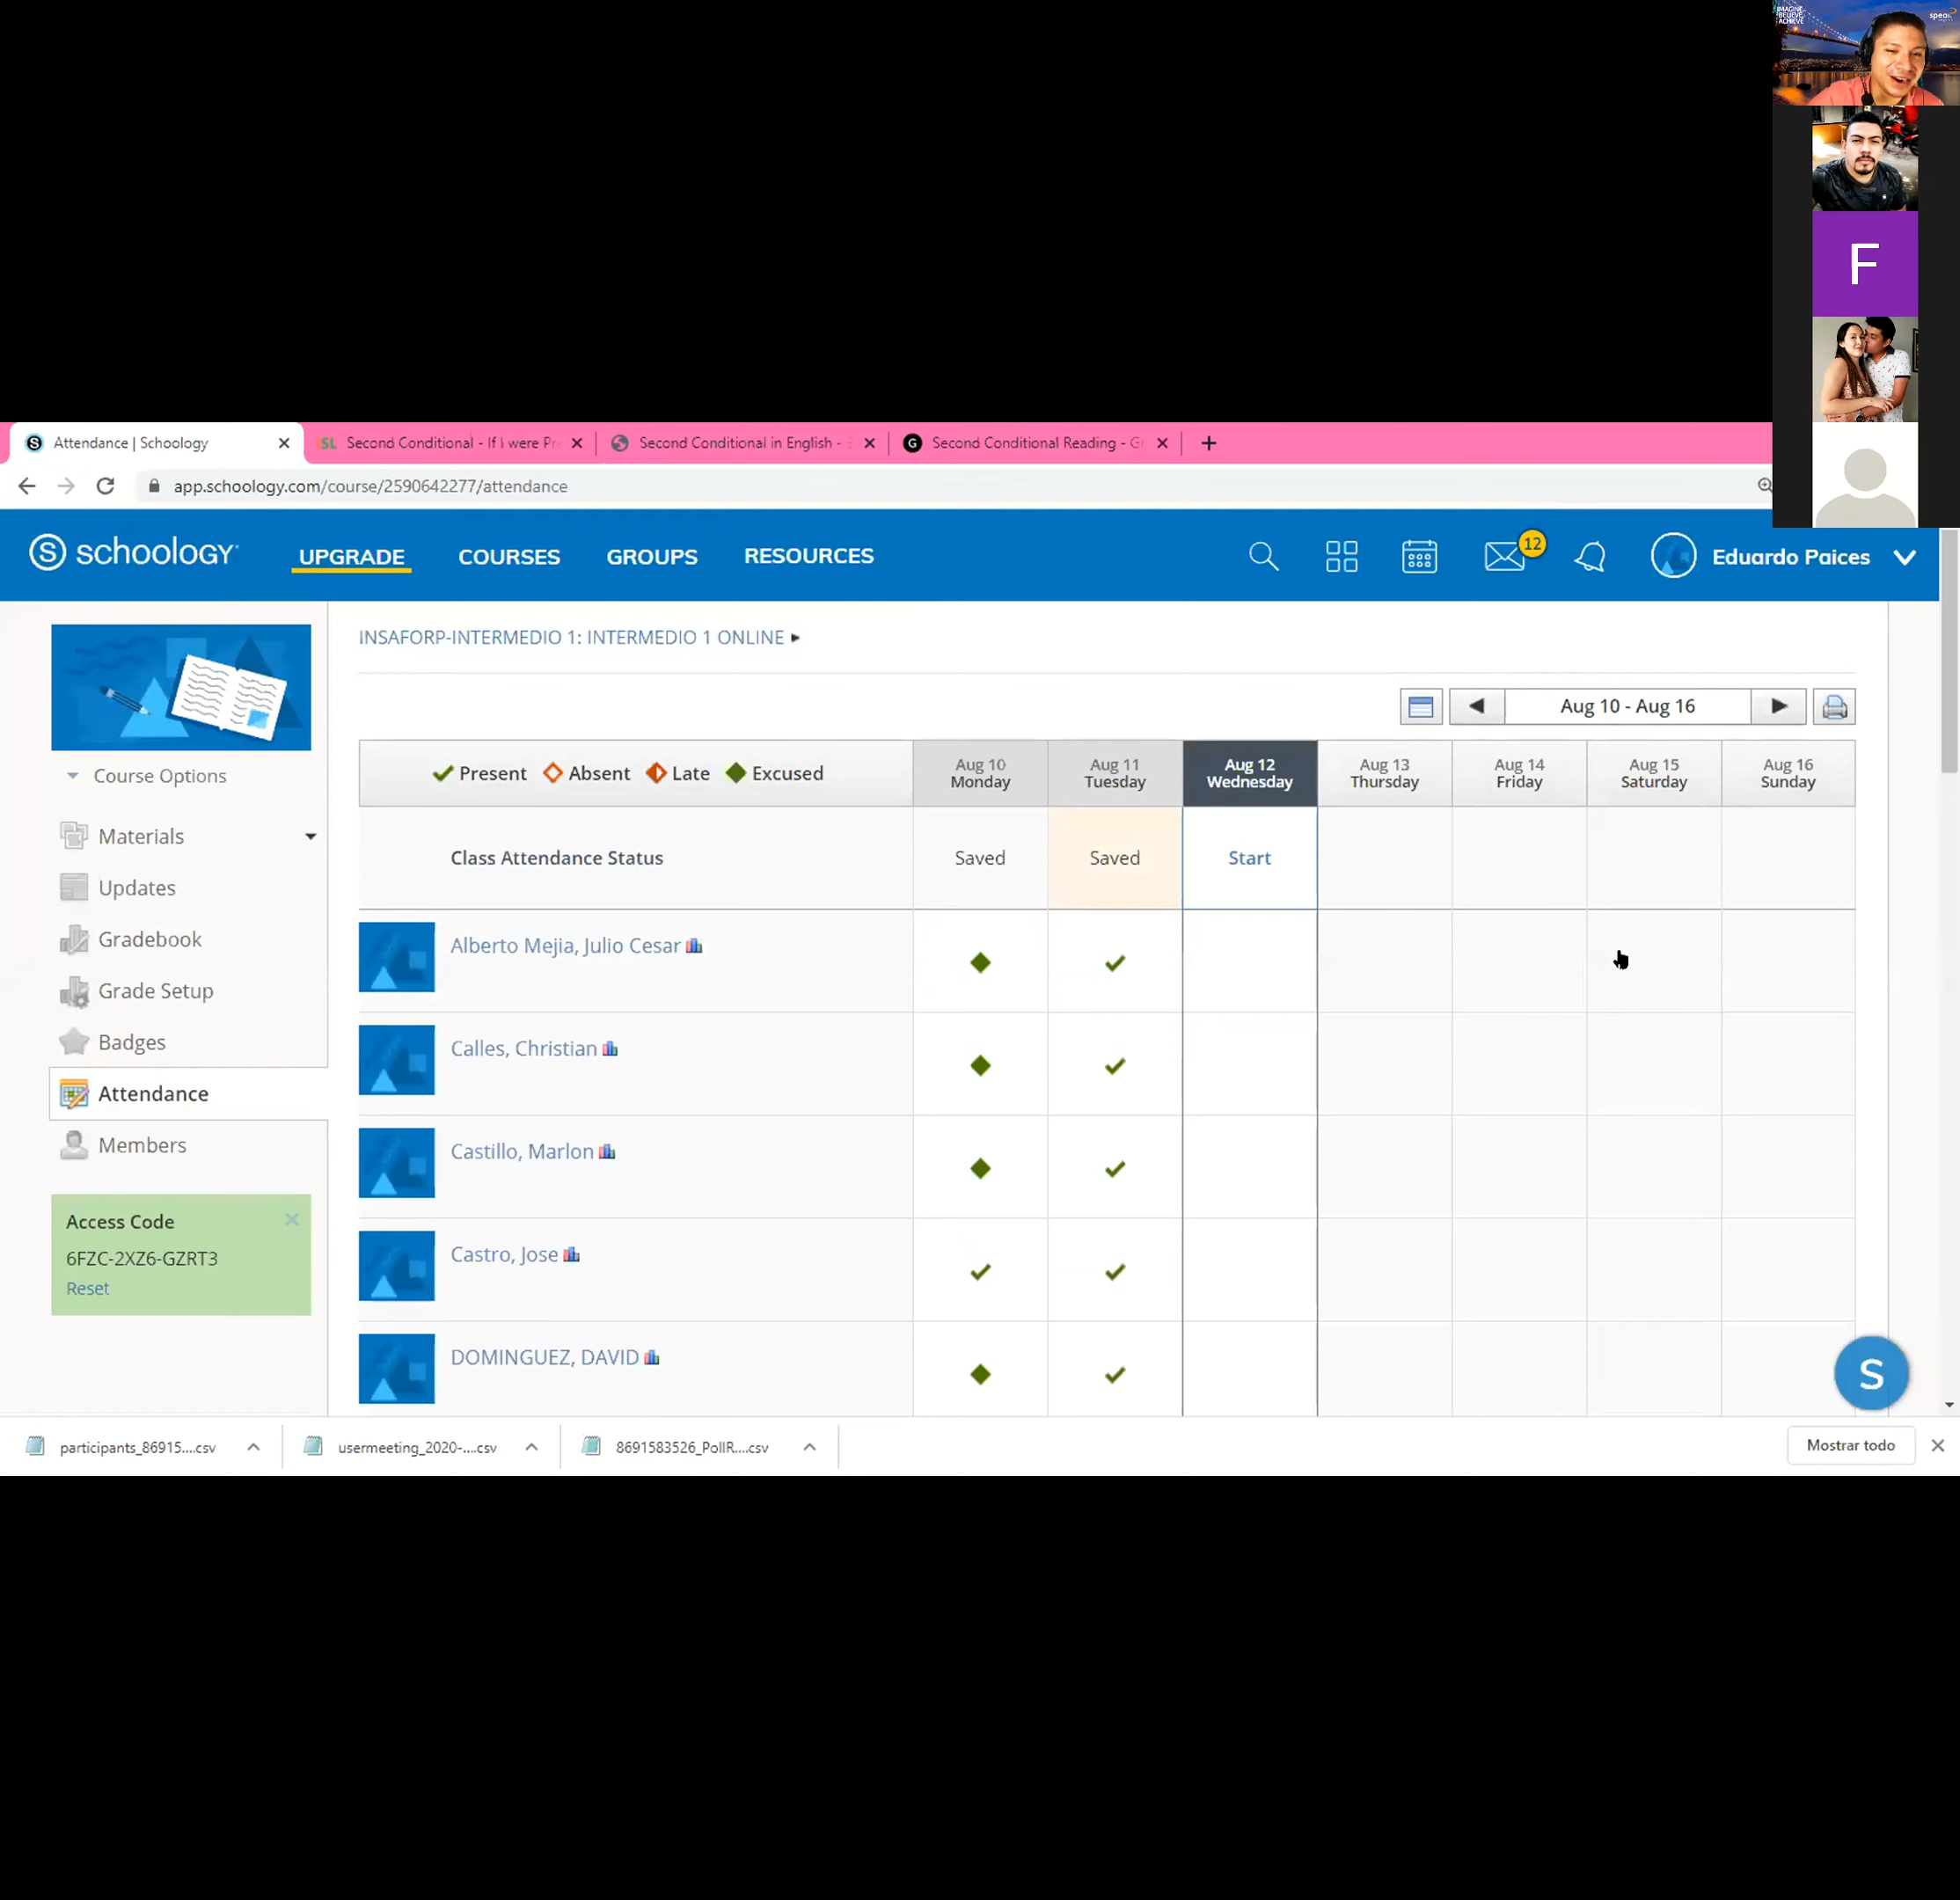 IMAGINE
BELIEVE
ACHIEVE
F
Attendance | Schoology
Second Conditional - If I were Pr
Second Conditional in English -
Second Conditional Reading - G
app.schoology.com/course/2590642277/attendance
S schoology
UPGRADE
COURSES
GROUPS
RESOURCES
12
Eduardo Paices
INSAFORP-INTERMEDIO 1: INTERMEDIO 1 ONLINE
Aug 10 - Aug 16
Course Options
Materials
Updates
Gradebook
Grade Setup
Badges
Attendance
Members
Access Code
6FZC-2XZ6-GZRT3
Reset
Present Absent Late Excused
Aug 10
Monday
Aug 11
Tuesday
Aug 12
Wednesday
Aug 13
Thursday
Aug 14
Friday
Aug 15
Saturday
Aug 16
Sunday
Class Attendance Status
Saved
Saved
Start
Alberto Mejia, Julio Cesar
Calles, Christian
Castillo, Marlon
Castro, Jose
DOMINGUEZ, DAVID
S
participants_86915....csv
usermeeting_2020-....csv
8691583526_PollR....csv
Mostrar todo